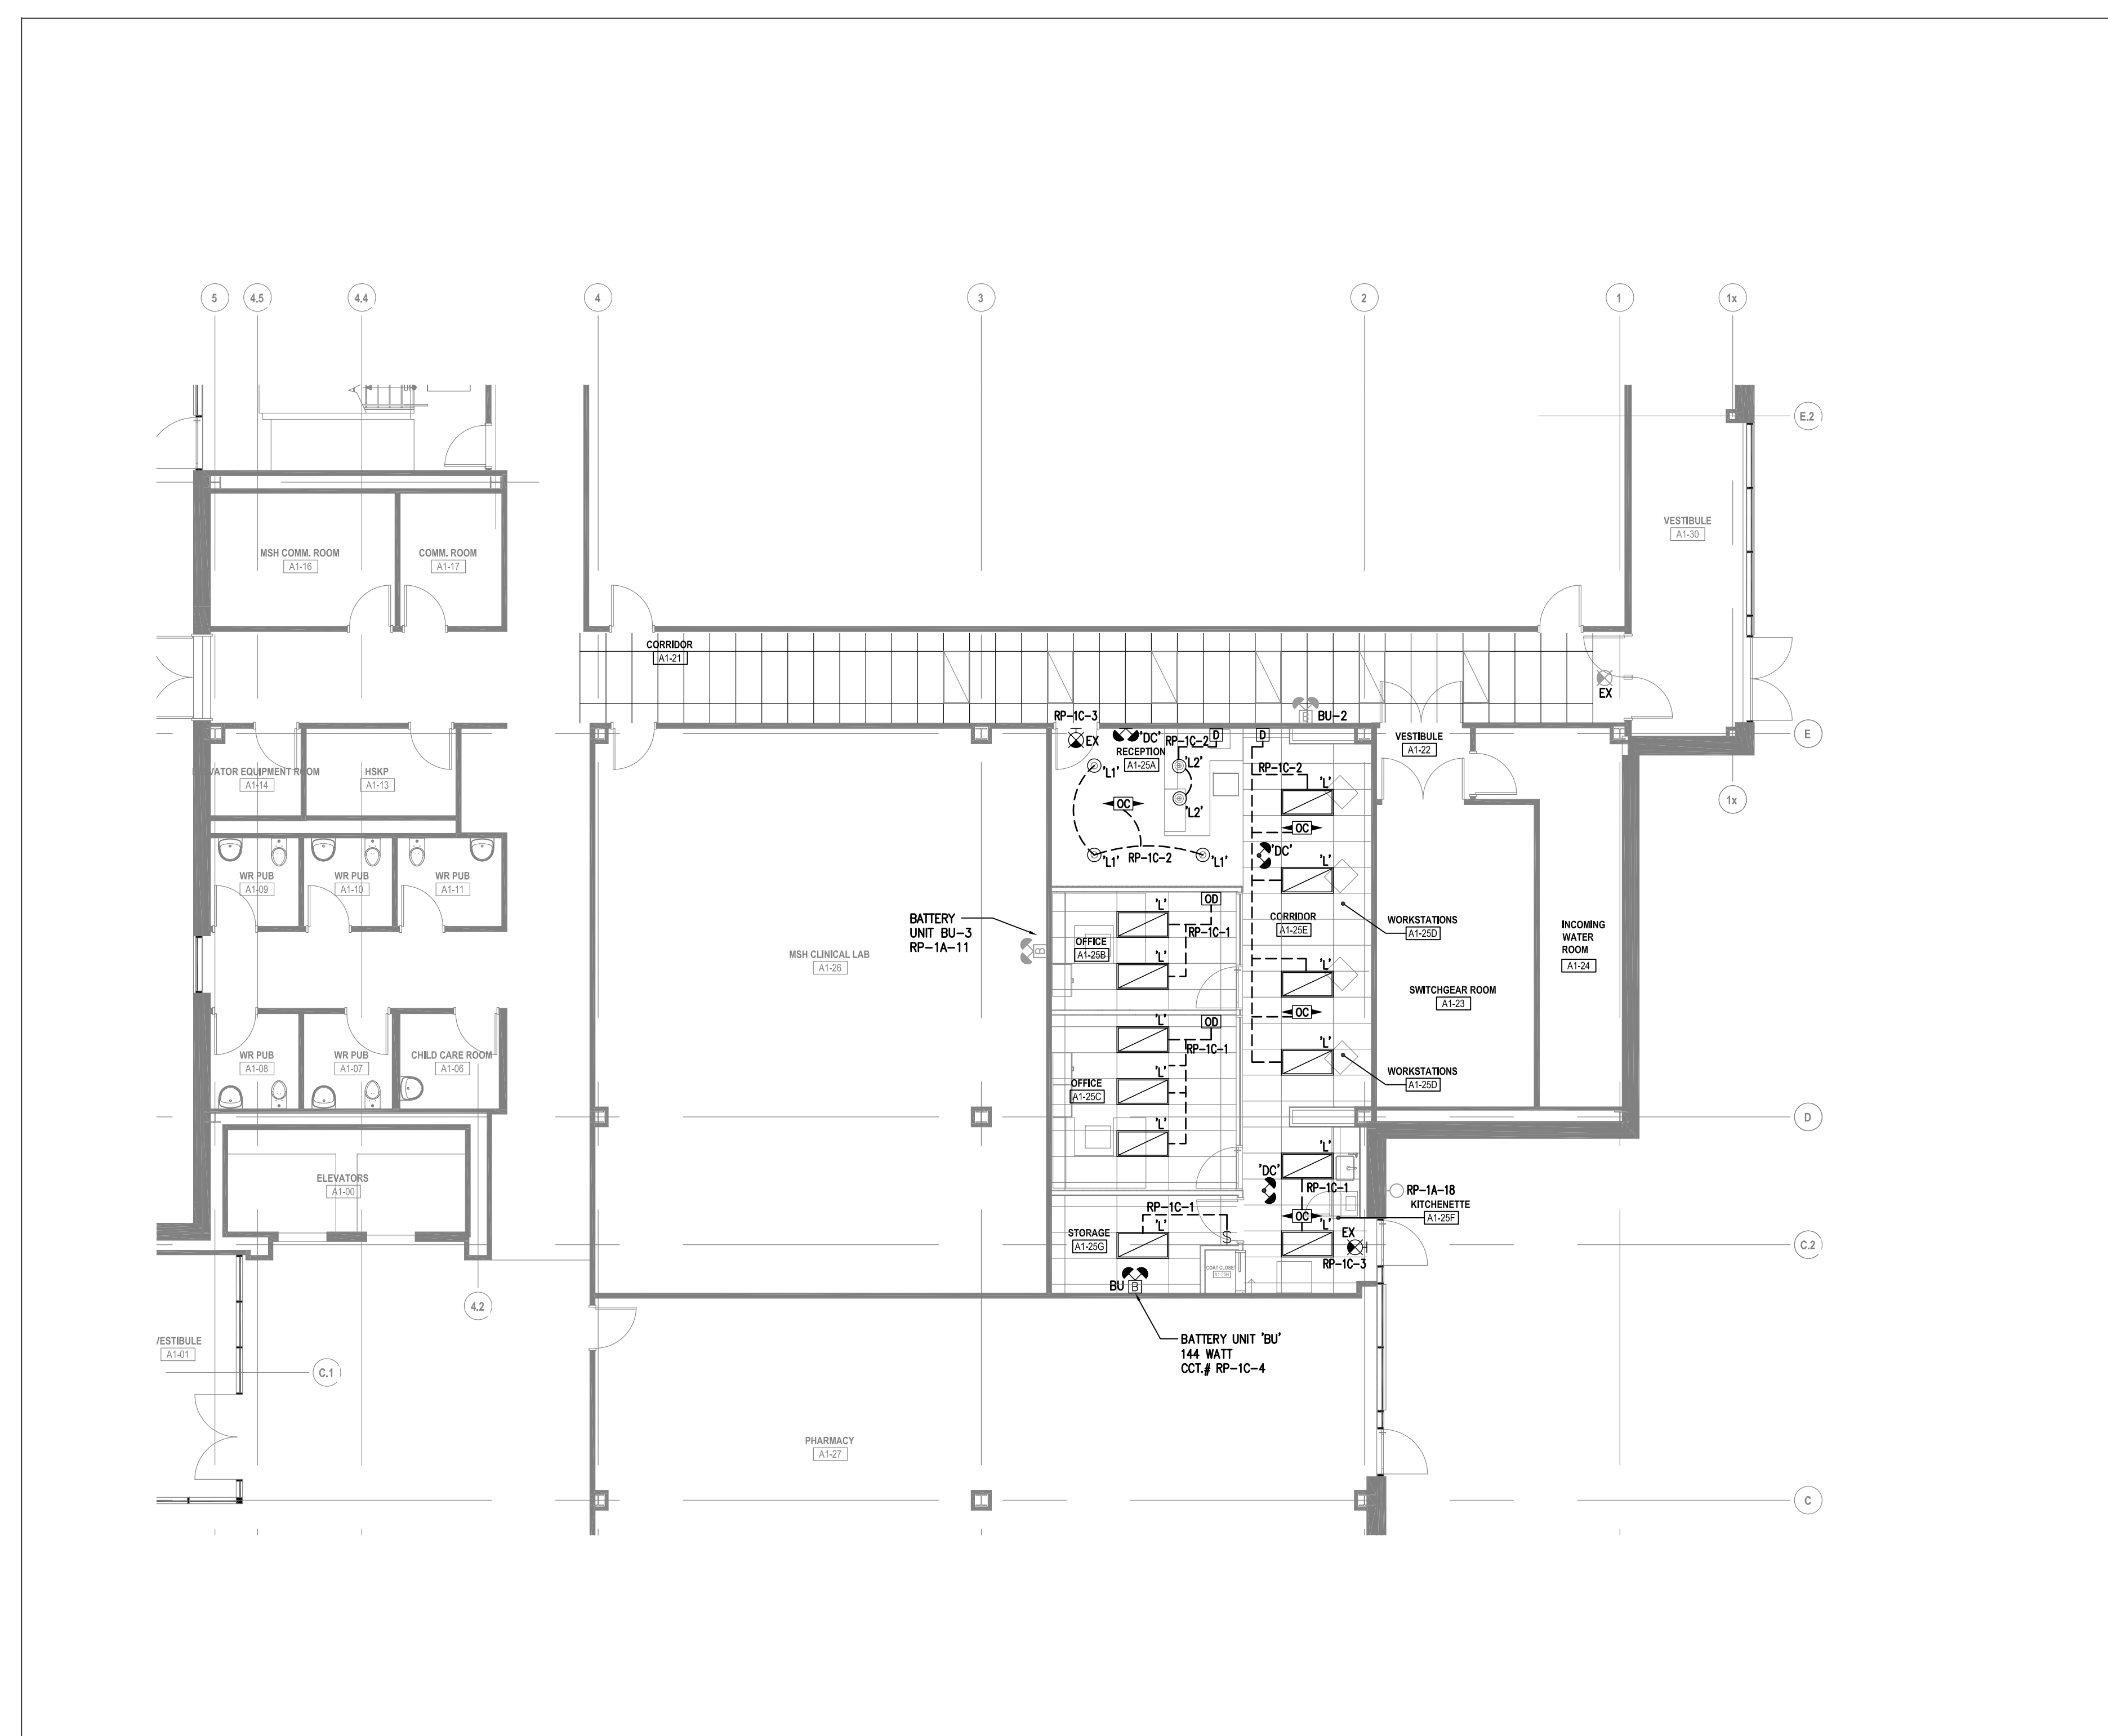 5
4.5
4.4
4
3
2
1
1x
E.2
VESTIBULE
A1-30
MSH COMM. ROOM
A1-16
COMM. ROOM
A1-17
CORRIDOR
A1-21
EX
RP-1C-3
EX
'DC'
RP-1C-2
D
D
BU-2
B
VESTIBULE
A1-22
E
RECEPTION
A1-25A
'L1'
'L2'
'L2'
OC
'L1'
RP-1C-2
'L1'
RP-1C-2
'L'
OC
'DC'
'L'
1x
ROOM
A1-14
HSKP
A1-13
WR PUB
A1-09
WR PUB
A1-10
WR PUB
A1-11
BATTERY
UNIT BU-3
RP-1A-11
B
MSH CLINICAL LAB
A1-26
OD
'L'
RP-1C-1
OFFICE
A1-25B
'L'
CORRIDOR
A1-25E
WORKSTATIONS
A1-25D
'L'
OC
INCOMING
WATER
ROOM
A1-24
SWITCHGEAR ROOM
A1-23
OD
'L'
RP-1C-1
'L'
WORKSTATIONS
A1-25D
WR PUB
A1-08
WR PUB
A1-07
CHILD CARE ROOM
A1-06
OFFICE
A1-25C
'L'
'L'
D
ELEVATORS
A1-00
'L'
'DC'
RP-1C-1
RP-1A-18
KITCHENETTE
A1-25F
OC
'L'
RP-1C-1
'L'
S
STORAGE
A1-25G
EX
RP-1C-3
C.2
COAT CLOSET
A1-25H
BU
B
4.2
BATTERY UNIT 'BU'
144 WATT
CCT.# RP-1C-4
VESTIBULE
A1-01
C.1
PHARMACY
A1-27
C